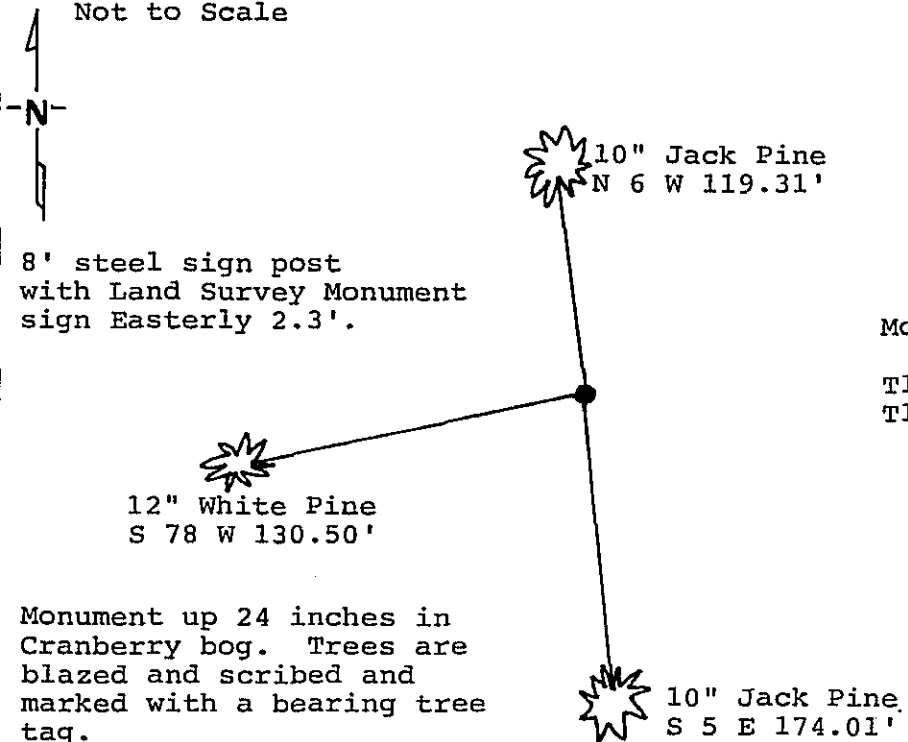 Not to Scale
N
10" Jack Pine
N 6 W 119.31'
8' steel sign post
with Land Survey Monument
sign Easterly 2.3'.
12" White Pine
S 78 W 130.50'
Monument up 24 inches in
Cranberry bog. Trees are
blazed and scribed and
marked with a bearing tree
tag.
10" Jack Pine
S 5 E 174.01'